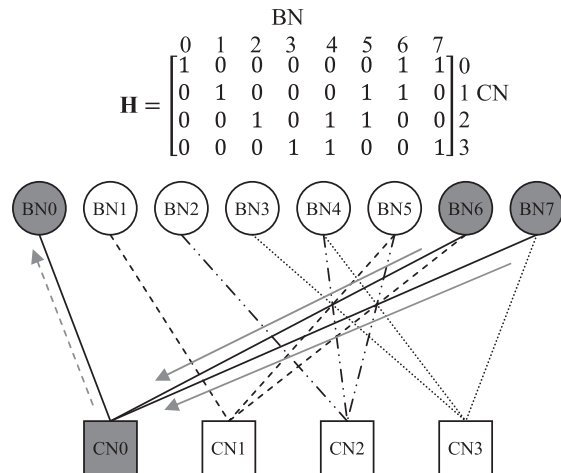 BN
0 1 2 3 4 5 6 7
1 0 0 0 0 0 1 1 0
0 1 0 0 0 1 1 0 1 CN
H = 0 0 1 0 1 1 0 0 2
0 0 0 1 1 0 0 1 3
BN0 BN1 BN2 BN3 BN4 BN5 BN6 BN7
CN0 CN1 CN2 CN3